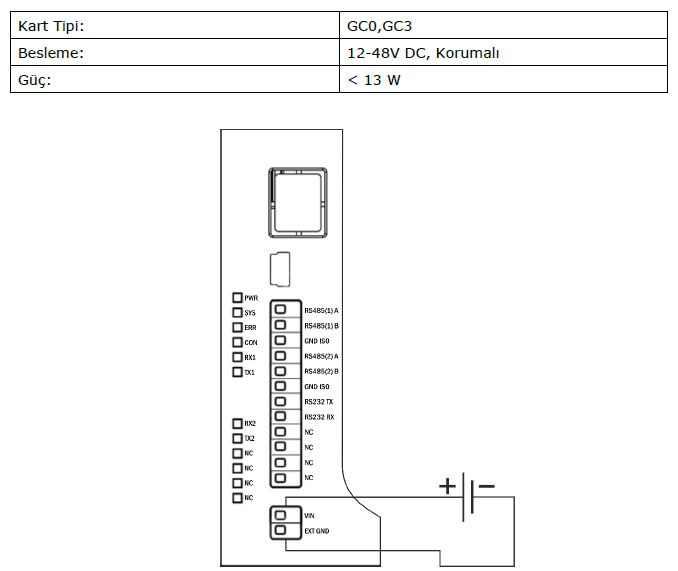 Kart Tipi: GC0,GC3
Besleme: 12-48V DC, Korumalı
Güç: < 13 W
PWR
SYS
ERR
CON
RX1
TX1
RX2
TX2
NC
NC
NC
NC
RS485(1) A
RS485(1) B
GND ISO
RS485(2) A
RS485(2) B
GND ISO
RS232 TX
RS232 RX
NC
NC
NC
NC
VIN
EXT GND
+ −